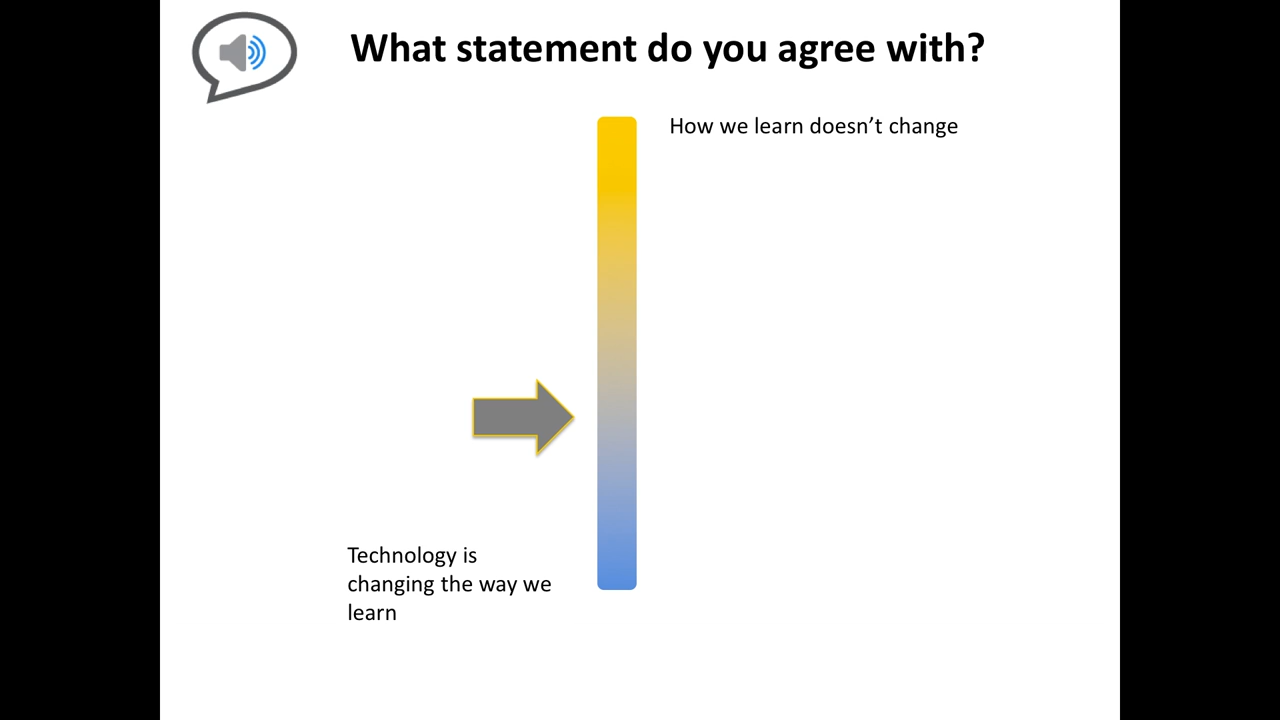 What statement do you agree with?
How we learn doesn’t change
Technology is
changing the way we
learn